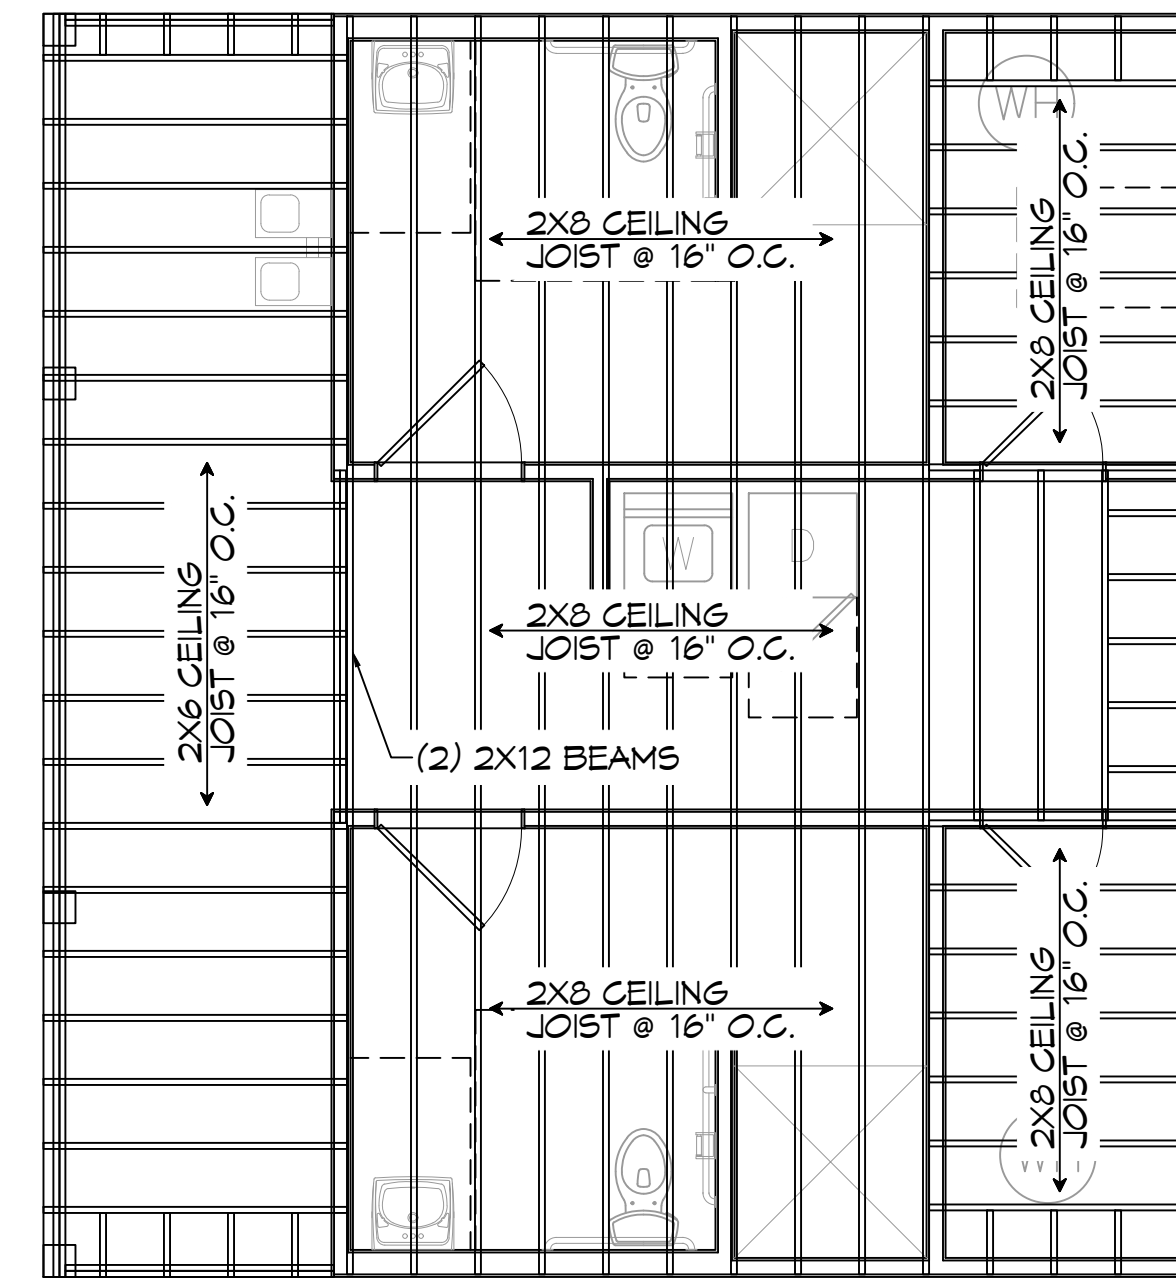 WH
2X8 CEILING
JOIST @ 16" O.C.
2X8 CEILING
JOIST @ 16" O.C.
2X6 CEILING
JOIST @ 16" O.C.
W
D
2X8 CEILING
JOIST @ 16" O.C.
(2) 2X12 BEAMS
2X8 CEILING
JOIST @ 16" O.C.
2X8 CEILING
JOIST @ 16" O.C.